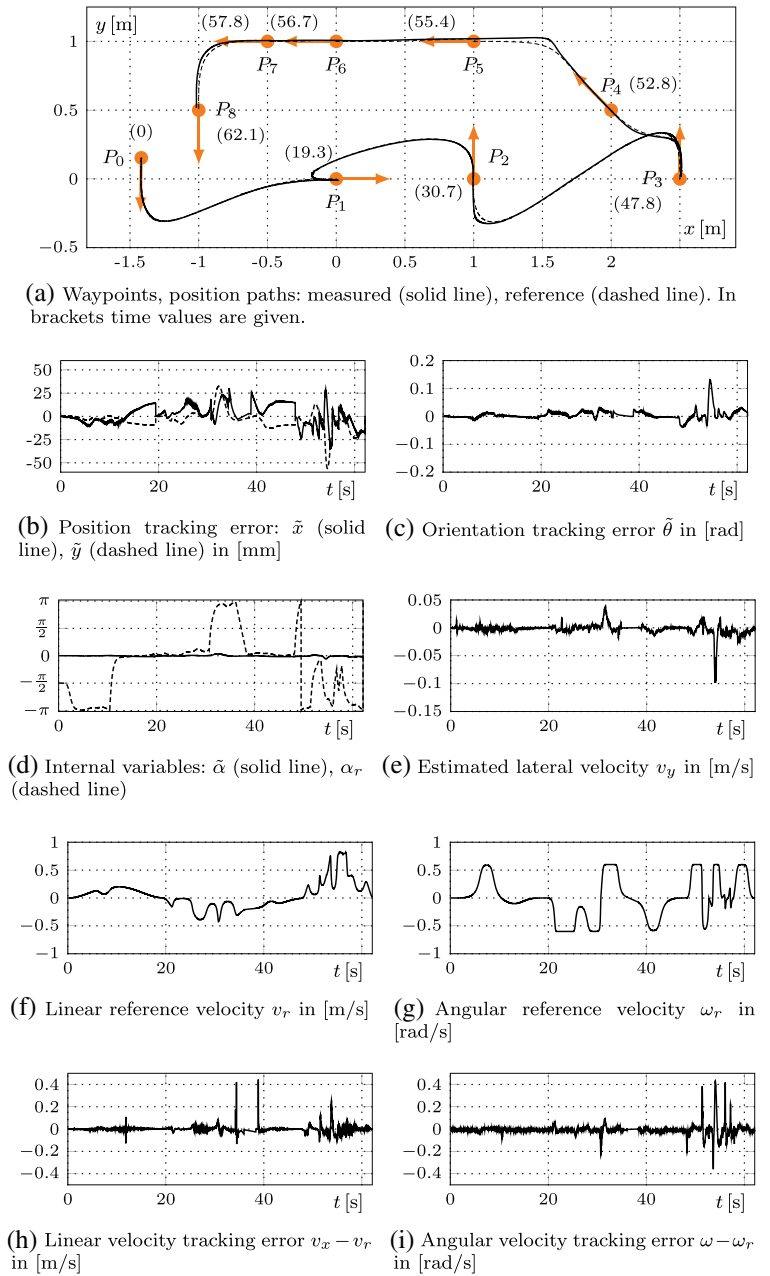 y [m]
(57.8) (56.7) (55.4)
1
P7 P6 P5
P4 (52.8)
0.5
P8
(0) (62.1)
P0 (19.3) P2
0
P1 (30.7) P3
(47.8)
x [m]
−0.5
-1.5 -1 -0.5 0 0.5 1 1.5 2
(a) Waypoints, position paths: measured (solid line), reference (dashed line). In
brackets time values are given.
50
25
0
-25
-50
0 20 40 t [s]
(b) Position tracking error: x̃ (solid
line), ỹ (dashed line) in [mm]
0.2
0.1
0
−0.1
−0.2
0 20 40 t [s]
(c) Orientation tracking error θ̃ in [rad]
π
π/2
0
−π/2
−π
0 20 40 t [s]
(d) Internal variables: α̃ (solid line), αr
(dashed line)
0.05
0
−0.05
−0.1
−0.15
0 20 40 t [s]
(e) Estimated lateral velocity vy in [m/s]
1
0.5
0
−0.5
−1
0 20 40 t [s]
(f) Linear reference velocity vr in [m/s]
1
0.5
0
−0.5
−1
0 20 40 t [s]
(g) Angular reference velocity ωr in
[rad/s]
0.4
0.2
0
−0.2
−0.4
0 20 40 t [s]
(h) Linear velocity tracking error vx − vr
in [m/s]
0.4
0.2
0
−0.2
−0.4
0 20 40 t [s]
(i) Angular velocity tracking error ω − ωr
in [rad/s]